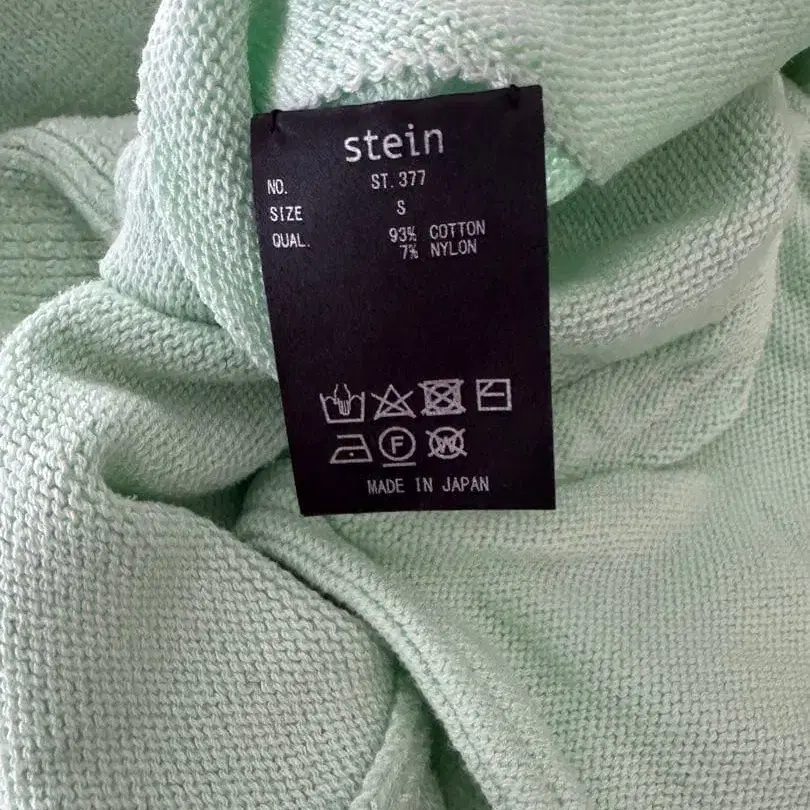 stein
NO. ST.377
SIZE S
QUAL. 93% COTTON
7% NYLON
F W
MADE IN JAPAN